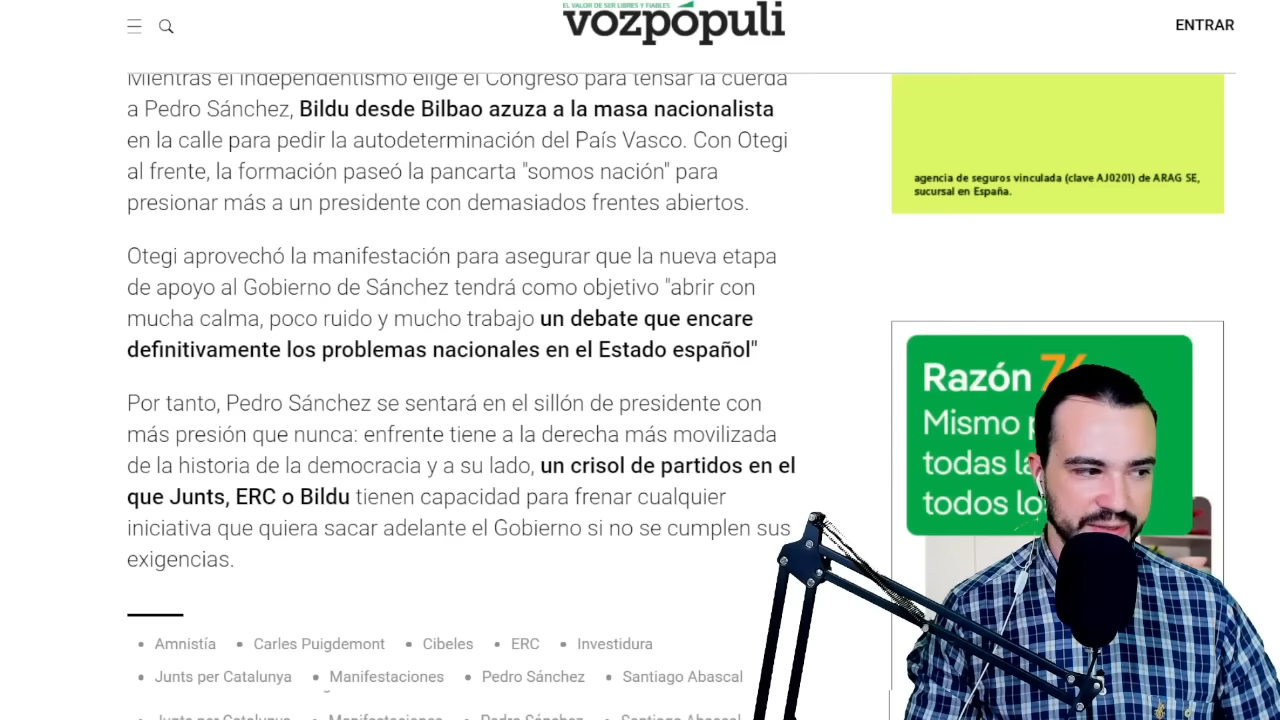 EL VALOR DE SER LIBRES Y FIABLES
vozpópuli
ENTRAR
Mientras el independentismo elige el Congreso para tensar la cuerda
a Pedro Sánchez, Bildu desde Bilbao azuza a la masa nacionalista
en la calle para pedir la autodeterminación del País Vasco. Con Otegi
al frente, la formación paseó la pancarta "somos nación" para
presionar más a un presidente con demasiados frentes abiertos.
Otegi aprovechó la manifestación para asegurar que la nueva etapa
de apoyo al Gobierno de Sánchez tendrá como objetivo "abrir con
mucha calma, poco ruido y mucho trabajo un debate que encare
definitivamente los problemas nacionales en el Estado español"
Por tanto, Pedro Sánchez se sentará en el sillón de presidente con
más presión que nunca: enfrente tiene a la derecha más movilizada
de la historia de la democracia y a su lado, un crisol de partidos en el
que Junts, ERC o Bildu tienen capacidad para frenar cualquier
iniciativa que quiera sacar adelante el Gobierno si no se cumplen sus
exigencias.
• Amnistía • Carles Puigdemont • Cibeles • ERC • Investidura
• Junts per Catalunya • Manifestaciones • Pedro Sánchez • Santiago Abascal
• Junts per Catalunya • Manifestaciones • Pedro Sánchez • Santiago Abascal
agencia de seguros vinculada (clave AJ0201) de ARAG SE,
sucursal en España.
Razón
Mismo
todas
todos